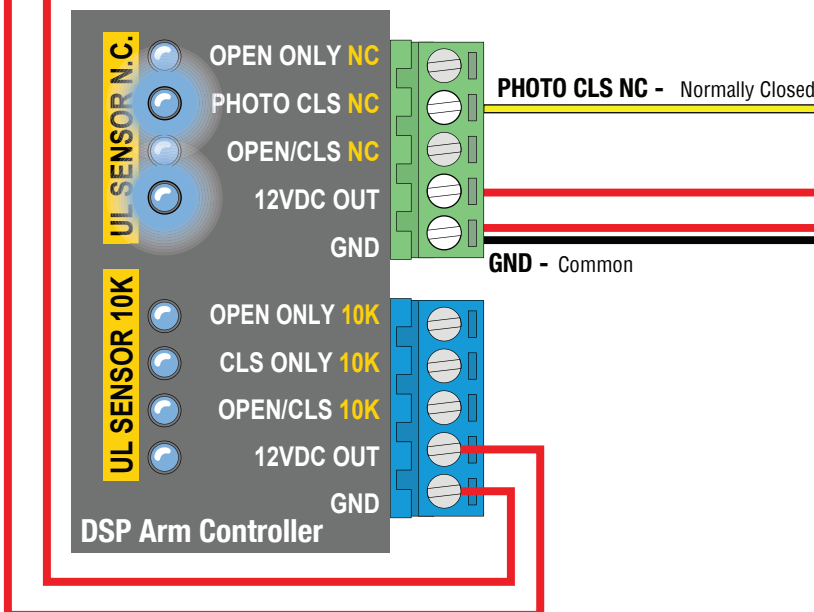 UL SENSOR N.C.
OPEN ONLY NC
PHOTO CLS NC
OPEN/CLS NC
12VDC OUT
GND
PHOTO CLS NC - Normally Closed
GND - Common
UL SENSOR 10K
OPEN ONLY 10K
CLS ONLY 10K
OPEN/CLS 10K
12VDC OUT
GND
DSP Arm Controller